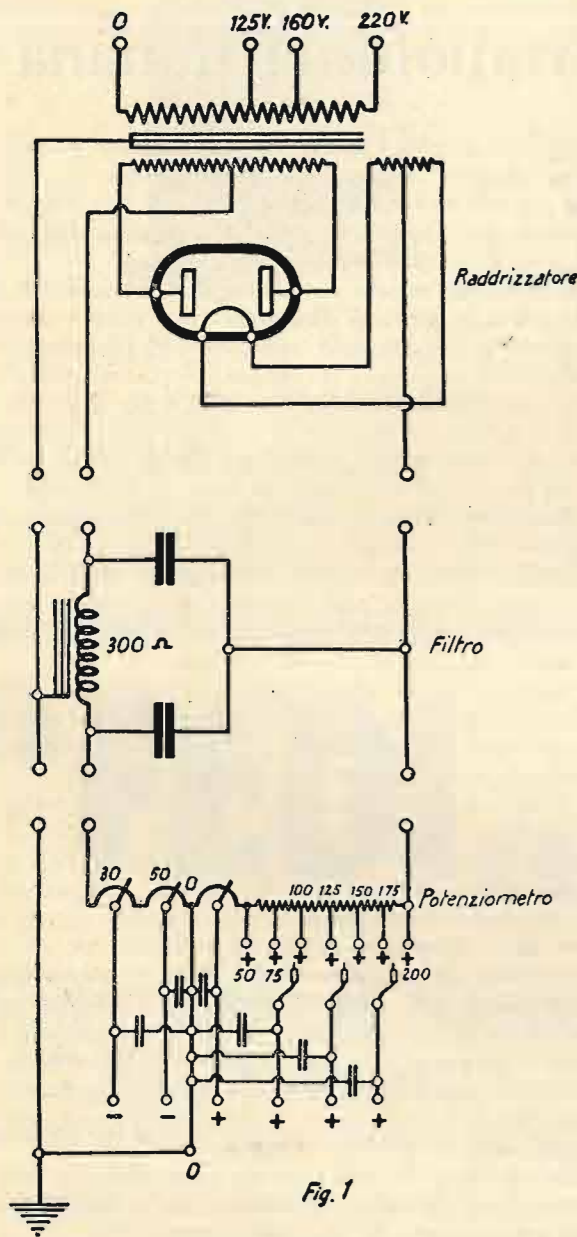 0 125V. 160V. 220V.
Raddrizzatore
300 Ω
Filtro
30 50 0 100 125 150 175
Potenziometro
+ + + + + + +
50 75 200
- - + + + +
0
Fig. 1